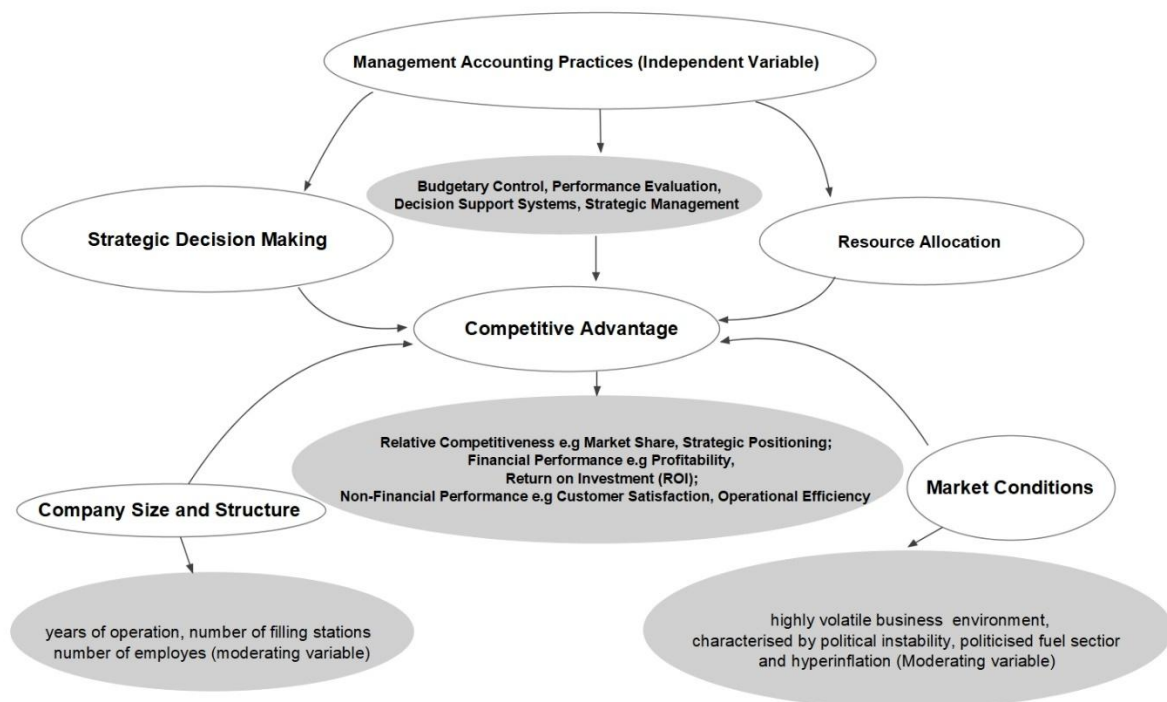 Management Accounting Practices (Independent Variable)
Budgetary Control, Performance Evaluation,
Decision Support Systems, Strategic Management
Strategic Decision Making
Resource Allocation
Competitive Advantage
Relative Competitiveness e.g Market Share, Strategic Positioning;
Financial Performance e.g Profitability,
Return on Investment (ROI);
Non-Financial Performance e.g Customer Satisfaction, Operational Efficiency
Company Size and Structure
Market Conditions
years of operation, number of filling stations
number of employes (moderating variable)
highly volatile business environment,
characterised by political instability, politicised fuel sectior
and hyperinflation (Moderating variable)